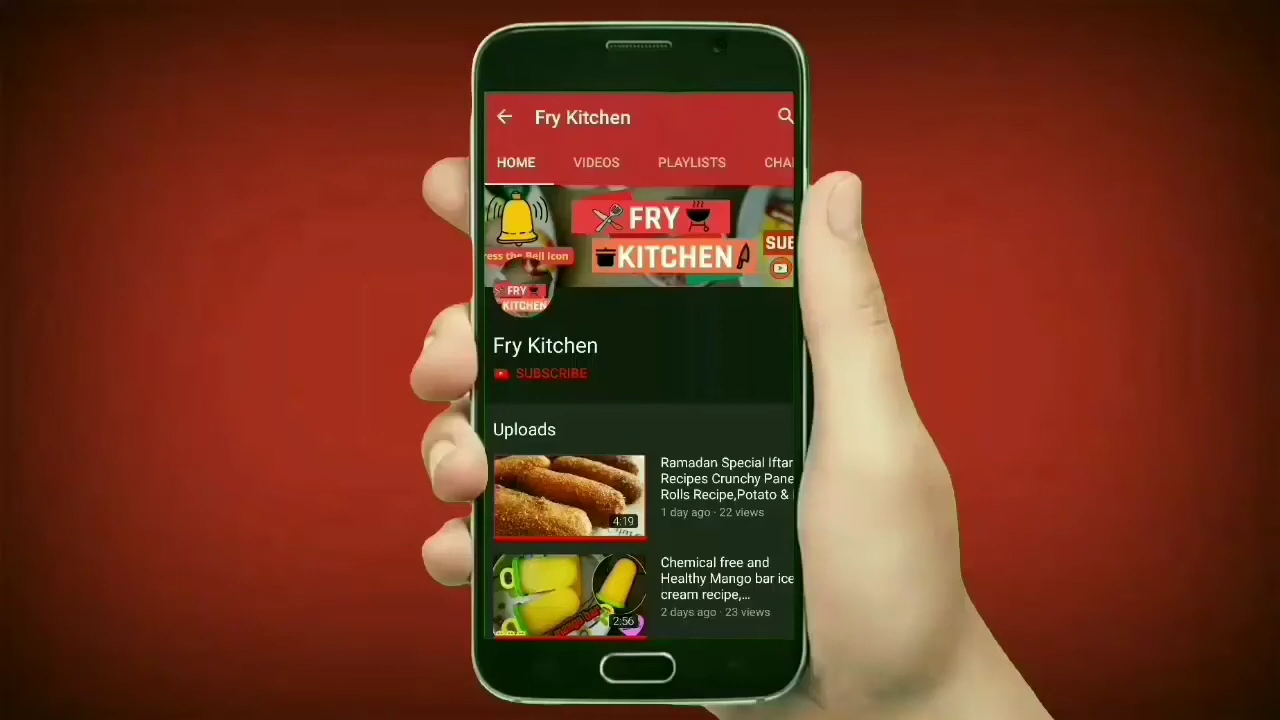 Fry Kitchen
HOME VIDEOS PLAYLISTS CHA
FRY
KITCHEN
SUB
ress the Bell Icon
FRY
KITCHEN
Fry Kitchen
SUBSCRIBE
Uploads
Ramadan Special Iftar
Recipes Crunchy Pane
Rolls Recipe,Potato &
1 day ago · 22 views
4:19
Chemical free and
Healthy Mango bar ice
cream recipe,...
2 days ago · 23 views
2:56